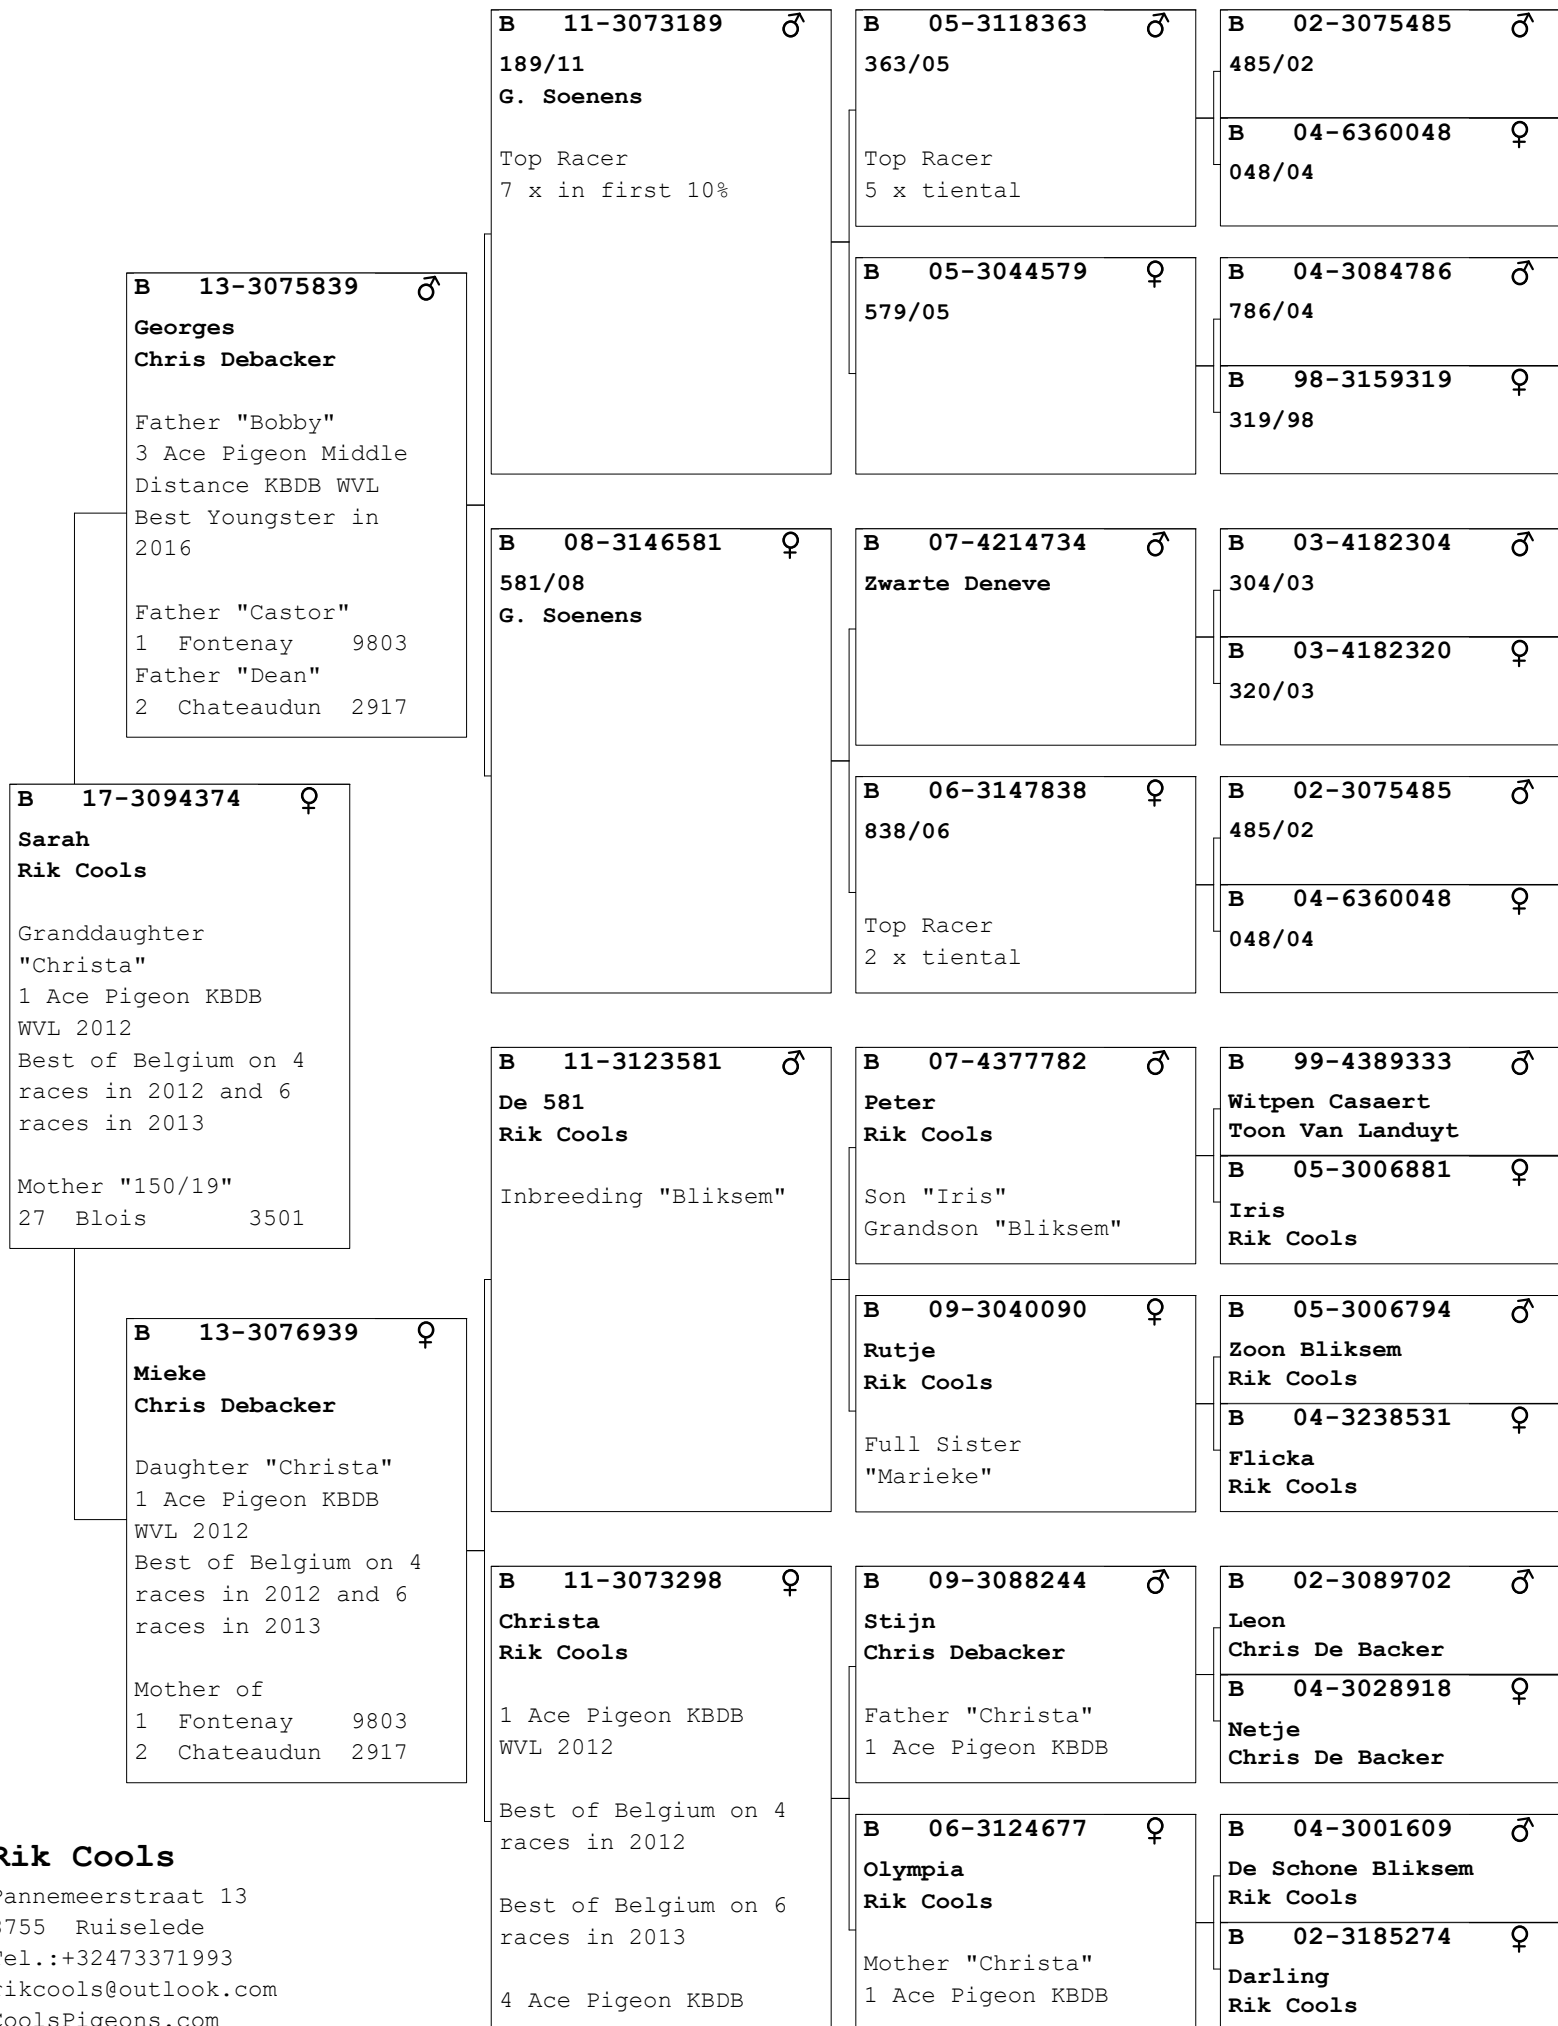 B 17-3094374 ♀
Sarah
Rik Cools
Granddaughter
"Christa"
1 Ace Pigeon KBDB
WVL 2012
Best of Belgium on 4
races in 2012 and 6
races in 2013
Mother "150/19"
27 Blois 3501
B 13-3075839 ♂
Georges
Chris Debacker
Father "Bobby"
3 Ace Pigeon Middle
Distance KBDB WVL
Best Youngster in
2016
Father "Castor"
1 Fontenay 9803
Father "Dean"
2 Chateaudun 2917
B 13-3076939 ♀
Mieke
Chris Debacker
Daughter "Christa"
1 Ace Pigeon KBDB
WVL 2012
Best of Belgium on 4
races in 2012 and 6
races in 2013
Mother of
1 Fontenay 9803
2 Chateaudun 2917
B 11-3073189 ♂
189/11
G. Soenens
Top Racer
7 x in first 10%
B 08-3146581 ♀
581/08
G. Soenens
B 11-3123581 ♂
De 581
Rik Cools
Inbreeding "Bliksem"
B 11-3073298 ♀
Christa
Rik Cools
1 Ace Pigeon KBDB
WVL 2012
Best of Belgium on 4
races in 2012
Best of Belgium on 6
races in 2013
4 Ace Pigeon KBDB
B 05-3118363 ♂
363/05
Top Racer
5 x tiental
B 05-3044579 ♀
579/05
B 07-4214734 ♂
Zwarte Deneve
B 06-3147838 ♀
838/06
Top Racer
2 x tiental
B 07-4377782 ♂
Peter
Rik Cools
Son "Iris"
Grandson "Bliksem"
B 09-3040090 ♀
Rutje
Rik Cools
Full Sister
"Marieke"
B 09-3088244 ♂
Stijn
Chris Debacker
Father "Christa"
1 Ace Pigeon KBDB
B 06-3124677 ♀
Olympia
Rik Cools
Mother "Christa"
1 Ace Pigeon KBDB
B 02-3075485 ♂
485/02
B 04-6360048 ♀
048/04
B 04-3084786 ♂
786/04
B 98-3159319 ♀
319/98
B 03-4182304 ♂
304/03
B 03-4182320 ♀
320/03
B 02-3075485 ♂
485/02
B 04-6360048 ♀
048/04
B 99-4389333 ♂
Witpen Casaert
Toon Van Landuyt
B 05-3006881 ♀
Iris
Rik Cools
B 05-3006794 ♂
Zoon Bliksem
Rik Cools
B 04-3238531 ♀
Flicka
Rik Cools
B 02-3089702 ♂
Leon
Chris De Backer
B 04-3028918 ♀
Netje
Chris De Backer
B 04-3001609 ♂
De Schone Bliksem
Rik Cools
B 02-3185274 ♀
Darling
Rik Cools
Rik Cools
Pannemeerstraat 13
8755 Ruiselede
Tel.:+32473371993
rikcools@outlook.com
CoolsPigeons.com